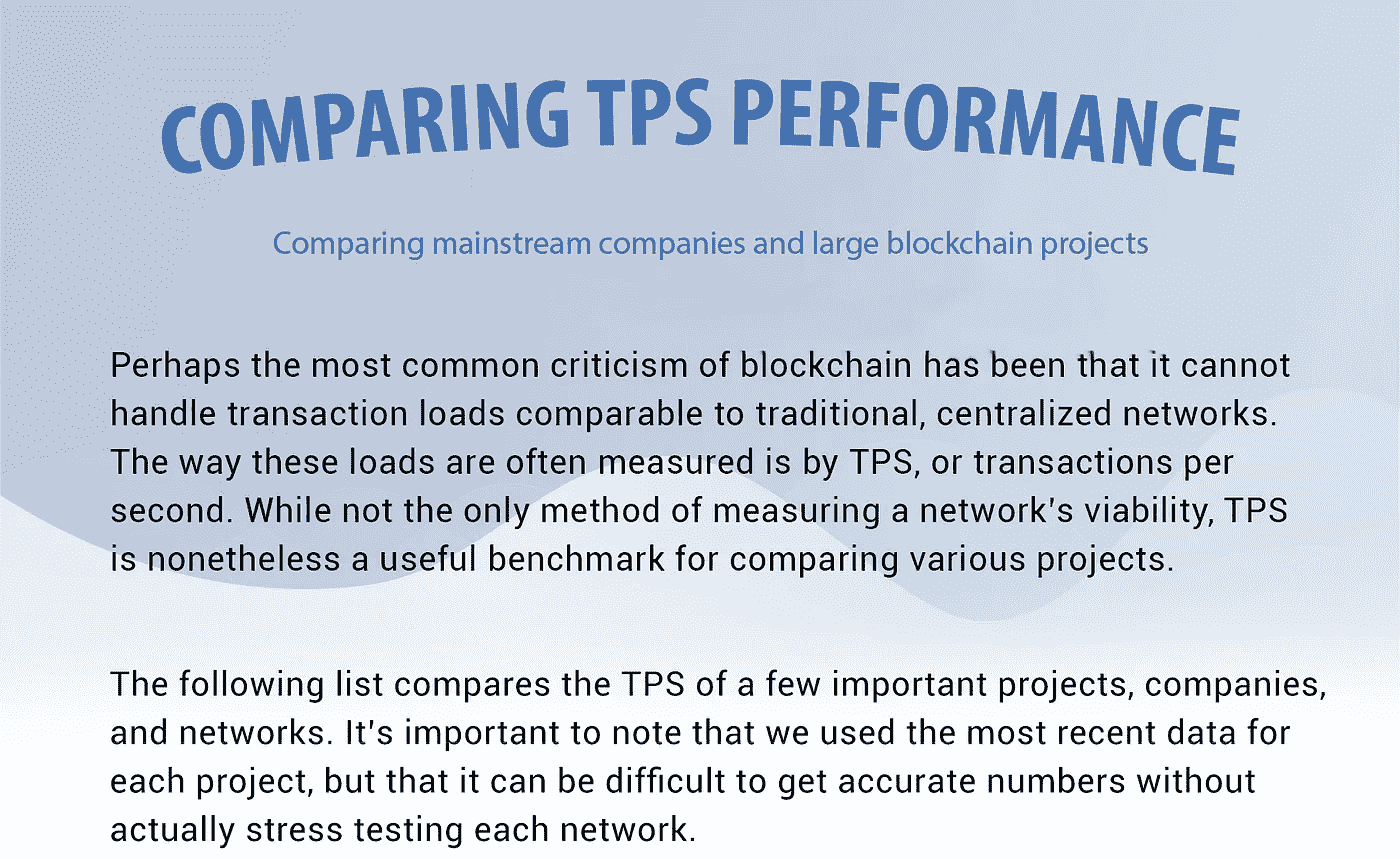 COMPARING TPS PERFORMANCE
Comparing mainstream companies and large blockchain projects
Perhaps the most common criticism of blockchain has been that it cannot
handle transaction loads comparable to traditional, centralized networks.
The way these loads are often measured is by TPS, or transactions per
second. While not the only method of measuring a network's viability, TPS
is nonetheless a useful benchmark for comparing various projects.
The following list compares the TPS of a few important projects, companies,
and networks. It's important to note that we used the most recent data for
each project, but that it can be difficult to get accurate numbers without
actually stress testing each network.